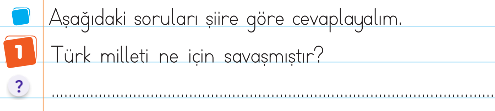 Aşağıdaki soruları şiire göre cevaplayalım.
1 Türk milleti ne için savaşmıştır?
?
................................................................................